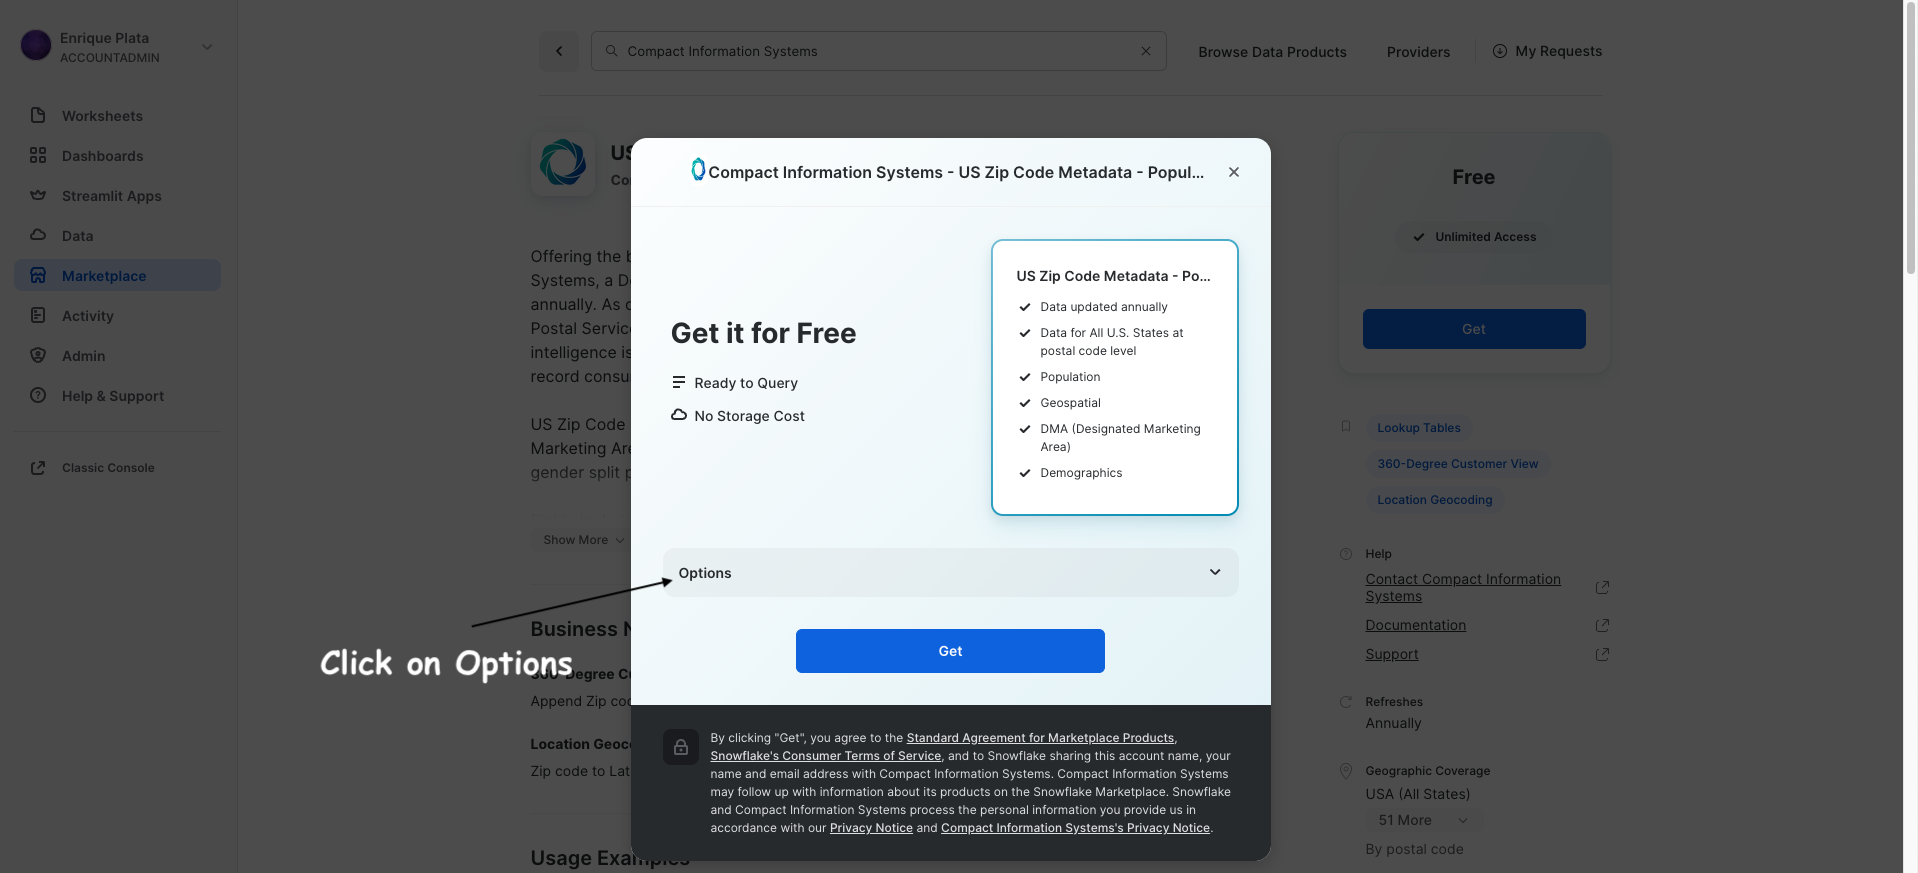 Enrique Plata
ACCOUNTADMIN
Worksheets
Dashboards
Streamlit Apps
Data
Marketplace
Activity
Admin
Help & Support
Classic Console
Compact Information Systems
Browse Data Products
Providers
My Requests
US
Co
Offering the b
Systems, a D
annually. As c
Postal Servic
intelligence is
record consu
US Zip Code
Marketing Are
gender split p
Show More
Business N
360-Degree Cu
Append Zip cod
Location Geoc
Zip code to Lat
Usage Examples
Click on Options
Compact Information Systems - US Zip Code Metadata - Popul...
Get it for Free
Ready to Query
No Storage Cost
US Zip Code Metadata - Po...
Data updated annually
Data for All U.S. States at
postal code level
Population
Geospatial
DMA (Designated Marketing
Area)
Demographics
Options
Get
By clicking "Get", you agree to the Standard Agreement for Marketplace Products,
Snowflake's Consumer Terms of Service, and to Snowflake sharing this account name, your
name and email address with Compact Information Systems. Compact Information Systems
may follow up with information about its products on the Snowflake Marketplace. Snowflake
and Compact Information Systems process the personal information you provide us in
accordance with our Privacy Notice and Compact Information Systems's Privacy Notice.
Free
Unlimited Access
Get
Lookup Tables
360-Degree Customer View
Location Geocoding
Help
Contact Compact Information
Systems
Documentation
Support
Refreshes
Annually
Geographic Coverage
USA (All States)
51 More
By postal code